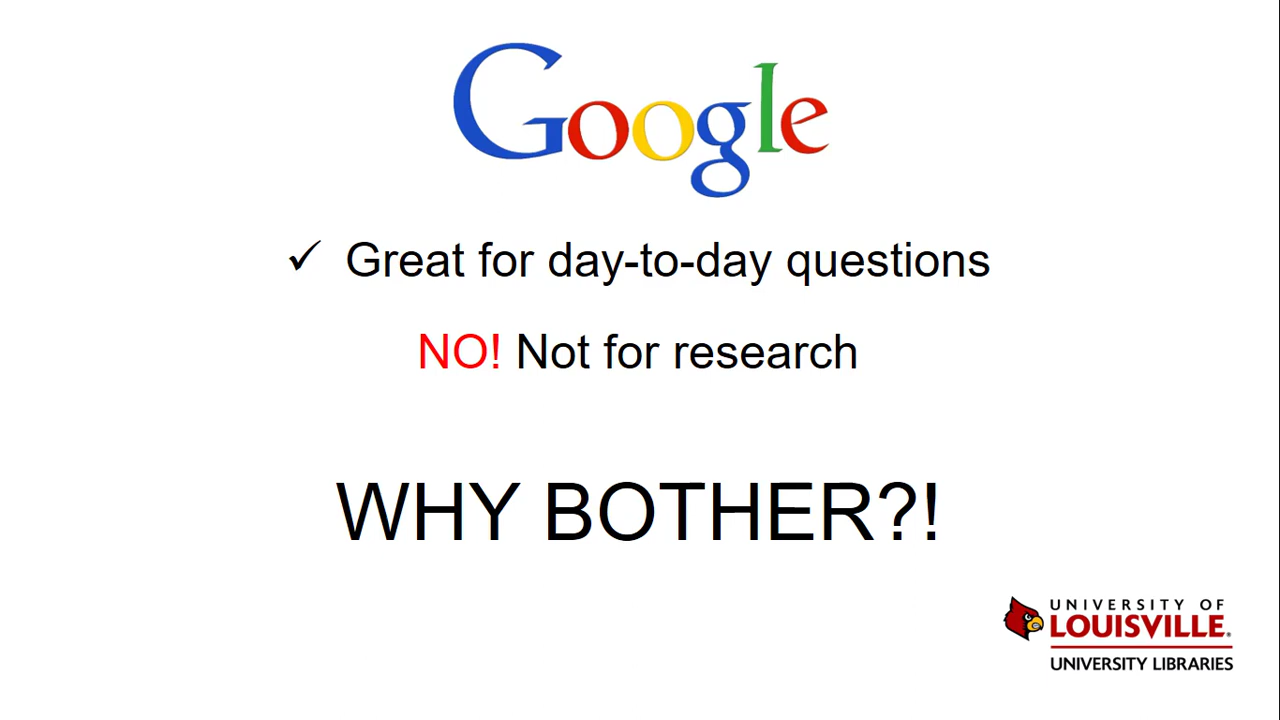 Google
✓ Great for day-to-day questions
NO! Not for research
WHY BOTHER?!
UNIVERSITY OF
LOUISVILLE®
UNIVERSITY LIBRARIES